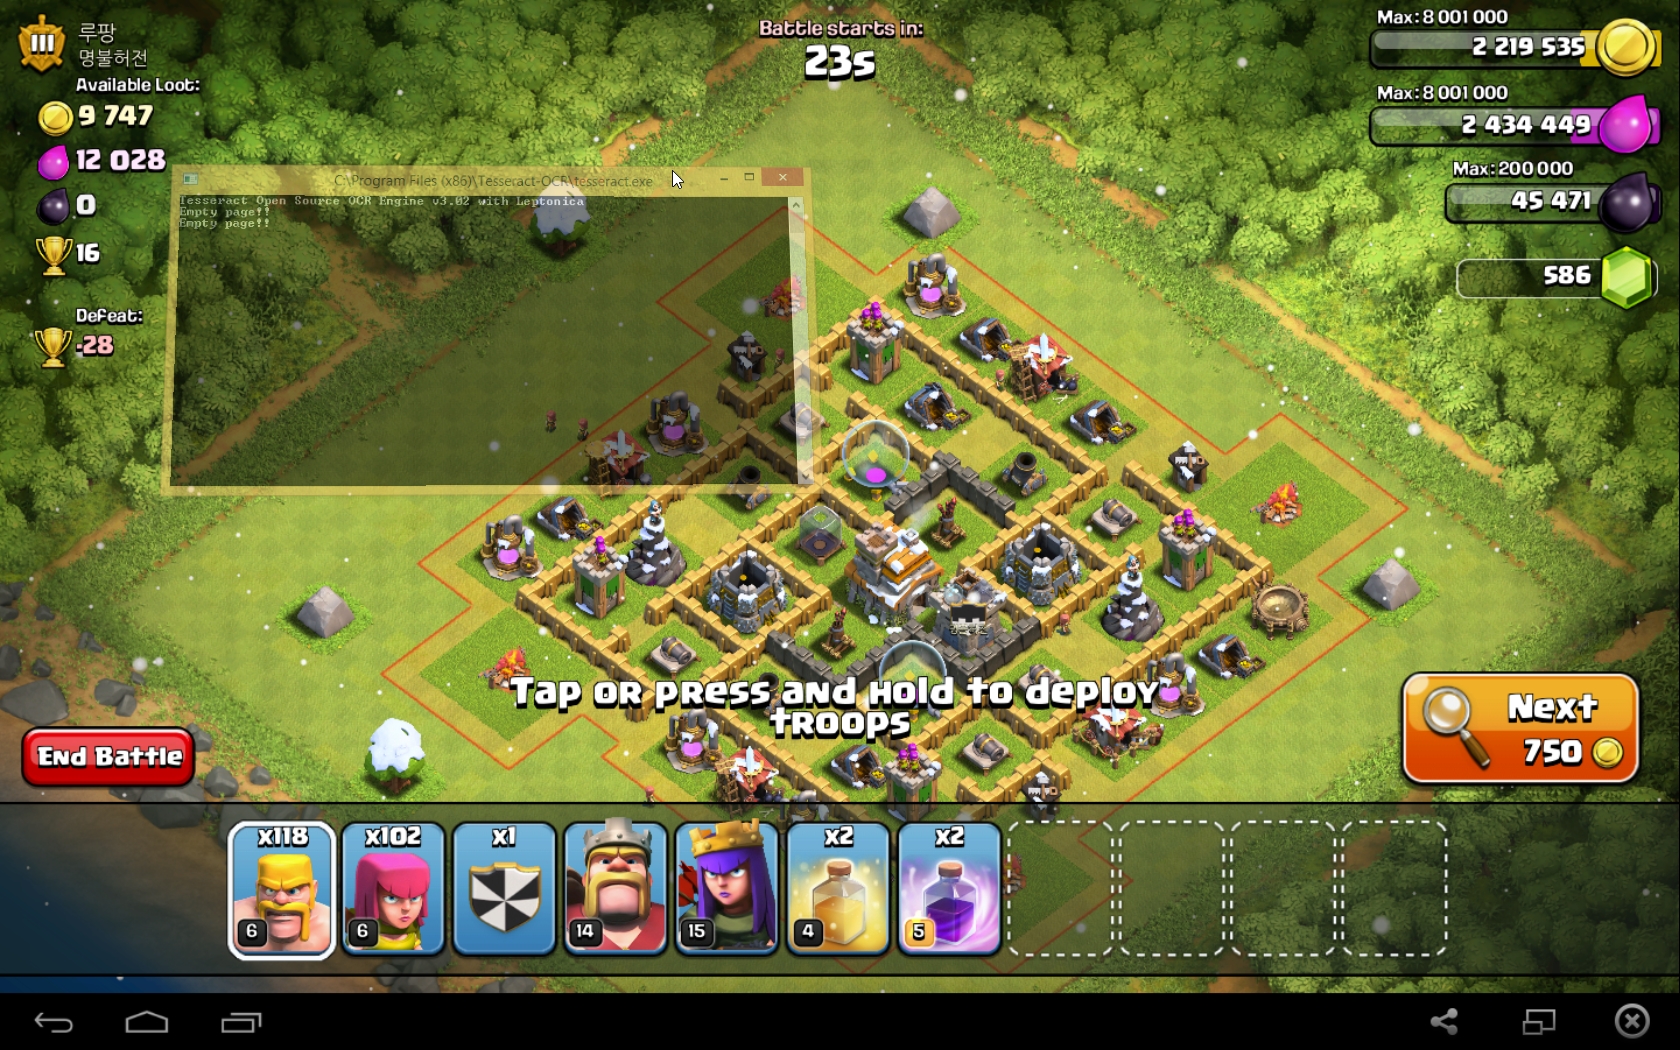 루팡
명불허전
Available Loot:
9 747
12 028
0
16
Defeat:
-28
Battle starts in:
23s
Max: 8 001 000
2 219 535
Max: 8 001 000
2 434 449
Max: 200 000
45 471
586
C:\Program Files (x86)\Tesseract-OCR\tesseract.exe
Tesseract Open Source OCR Engine v3.02 with Leptonica
Empty page!!
Empty page!!
Tap or press and hold to deploy
troops
End Battle
Next
750
x118
x102
x1
x2
x2
6
6
14
15
4
5